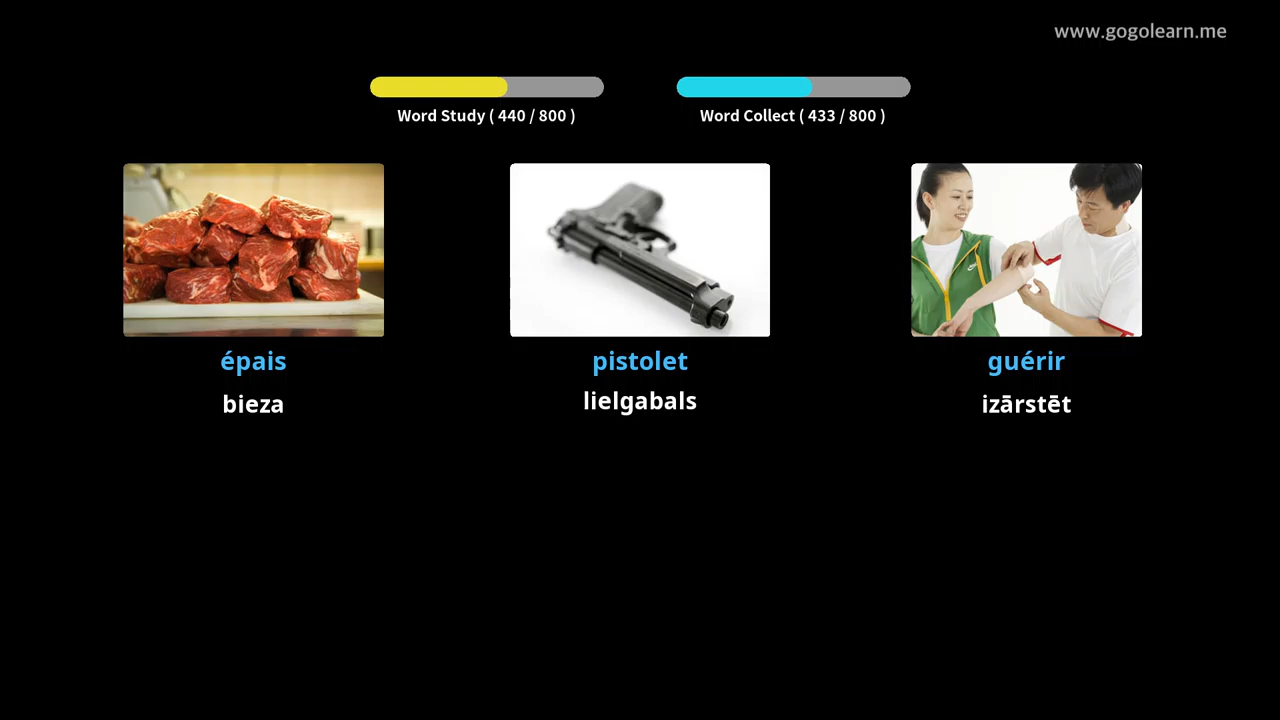 www.gogolearn.me
Word Study ( 440 / 800 )
Word Collect ( 433 / 800 )
épais
pistolet
guérir
bieza
lielgabals
izārstēt